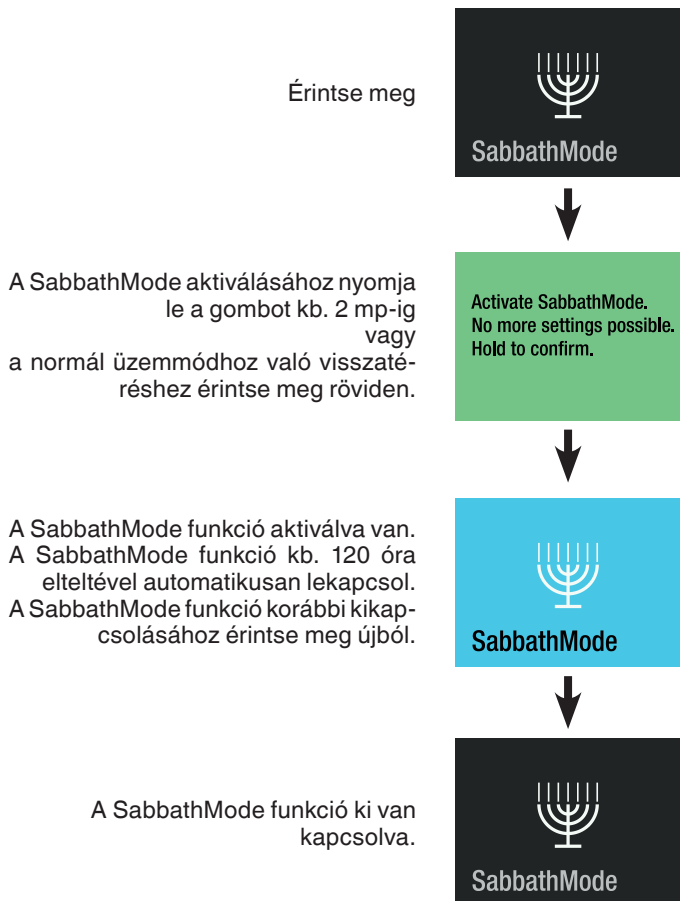 Érintse meg
SabbathMode
A SabbathMode aktiválásához nyomja
le a gombot kb. 2 mp-ig
vagy
a normál üzemmódhoz való visszaté-
réshez érintse meg röviden.
Activate SabbathMode.
No more settings possible.
Hold to confirm.
A SabbathMode funkció aktiválva van.
A SabbathMode funkció kb. 120 óra
elteltével automatikusan lekapcsol.
A SabbathMode funkció korábbi kikap-
csolásához érintse meg újból.
SabbathMode
A SabbathMode funkció ki van
kapcsolva.
SabbathMode